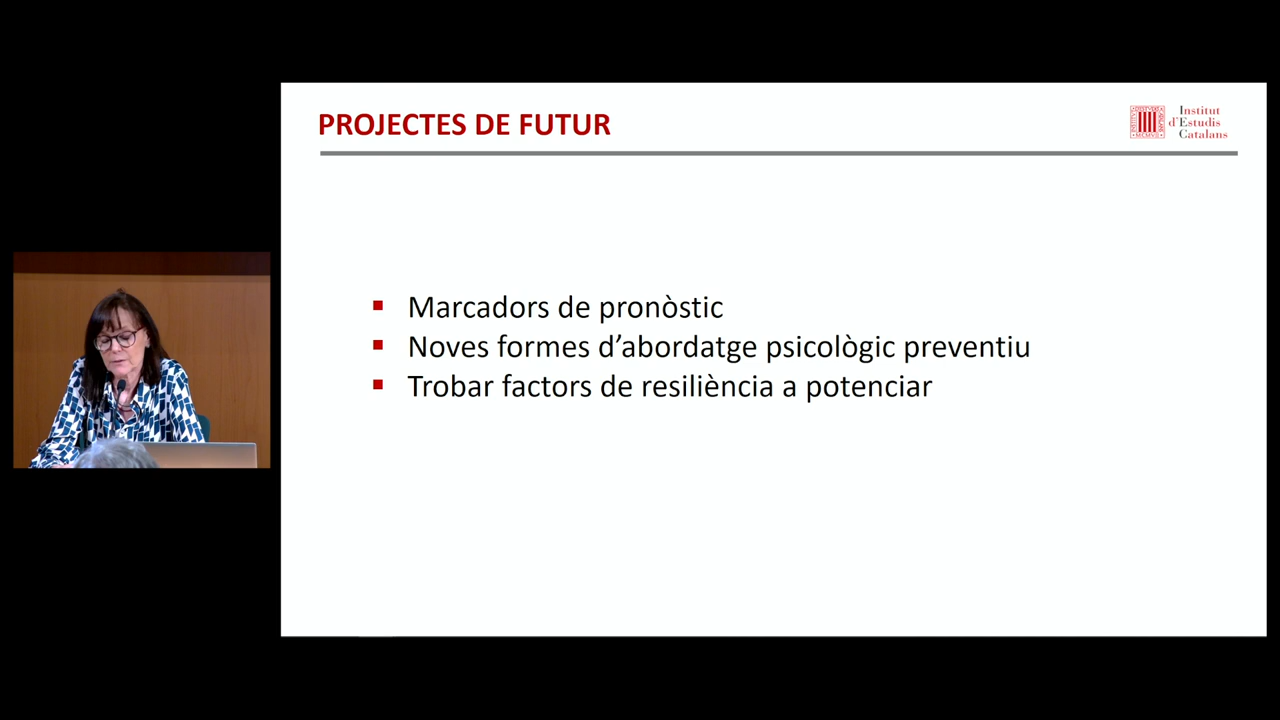 PROJECTES DE FUTUR
Institut
d'Estudis
Catalans
Marcadors de pronòstic
Noves formes d’abordatge psicològic preventiu
Trobar factors de resiliència a potenciar